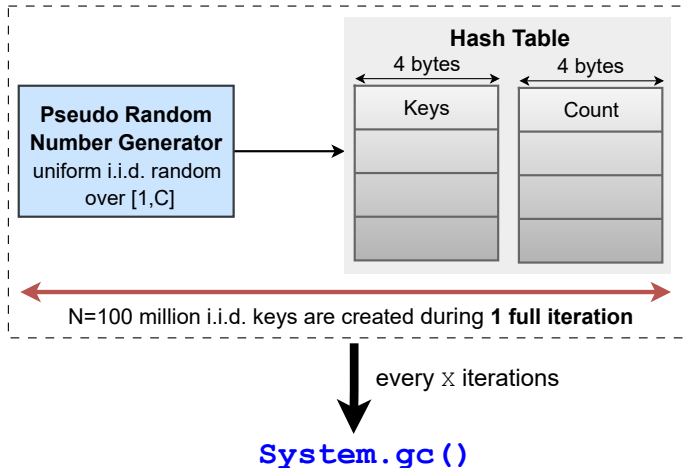 Hash Table
4 bytes
4 bytes
Keys
Count
Pseudo Random
Number Generator
uniform i.i.d. random
over [1,C]
N=100 million i.i.d. keys are created during 1 full iteration
every X iterations
System.gc()